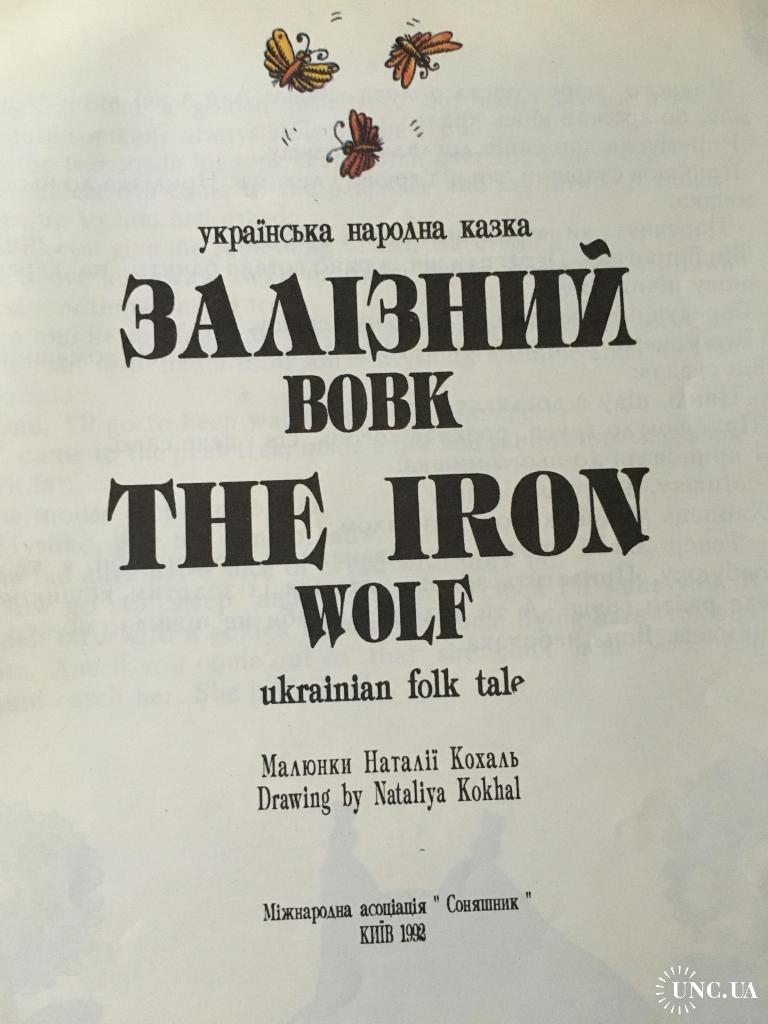 українська народна казка
ЗАЛІЗНИЙ
ВОВК
THE IRON
WOLF
ukrainian folk tale
Малюнки Наталії Кохаль
Drawing by Nataliya Kokhal
Міжнародна асоціація " Соняшник "
КИЇВ 1992
UNC.UA